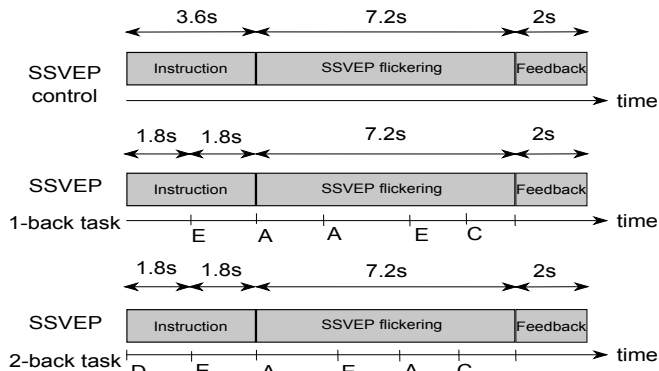 3.6s 7.2s 2s
SSVEP control Instruction SSVEP flickering Feedback
time
1.8s 1.8s 7.2s 2s
SSVEP Instruction SSVEP flickering Feedback
1-back task E A A E C time
1.8s 1.8s 7.2s 2s
SSVEP Instruction SSVEP flickering Feedback
2-back task D E A E A C time